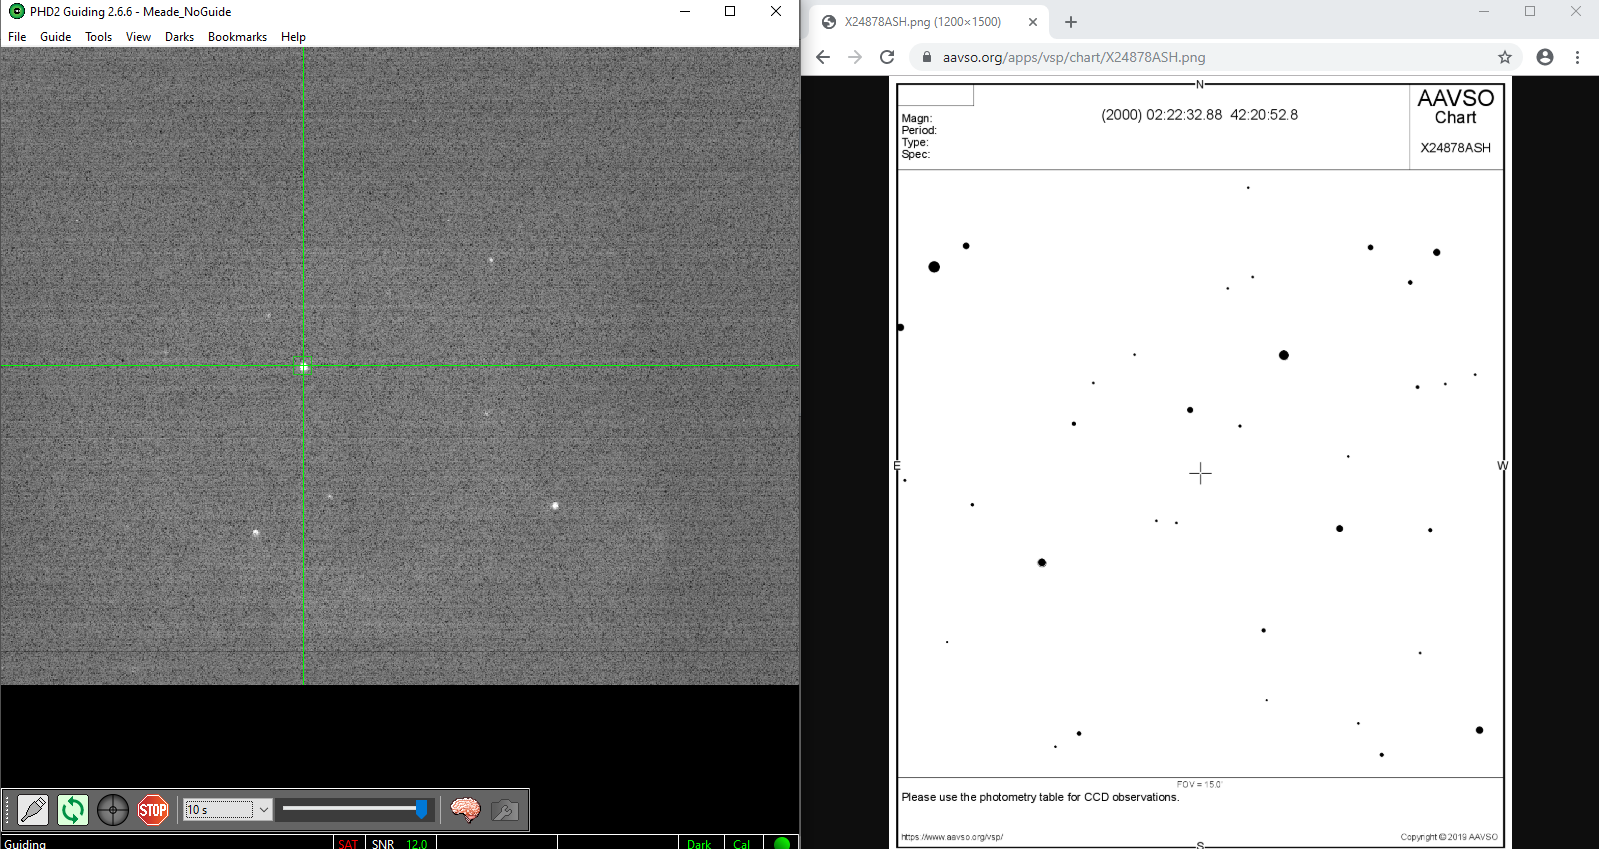 PHD2 Guiding 2.6.6 - Meade_NoGuide
File Guide Tools View Darks Bookmarks Help
10 s
STOP
Guiding
SAT
SNR 12.0
Dark
Cal
X24878ASH.png (1200×1500)
aavso.org/apps/vsp/chart/X24878ASH.png
N
Magn:
Period:
Type:
Spec:
(2000) 02:22:32.88 42:20:52.8
AAVSO
Chart
X24878ASH
E
W
FOV = 15.0'
Please use the photometry table for CCD observations.
https://www.aavso.org/vsp/
Copyright © 2019 AAVSO
S